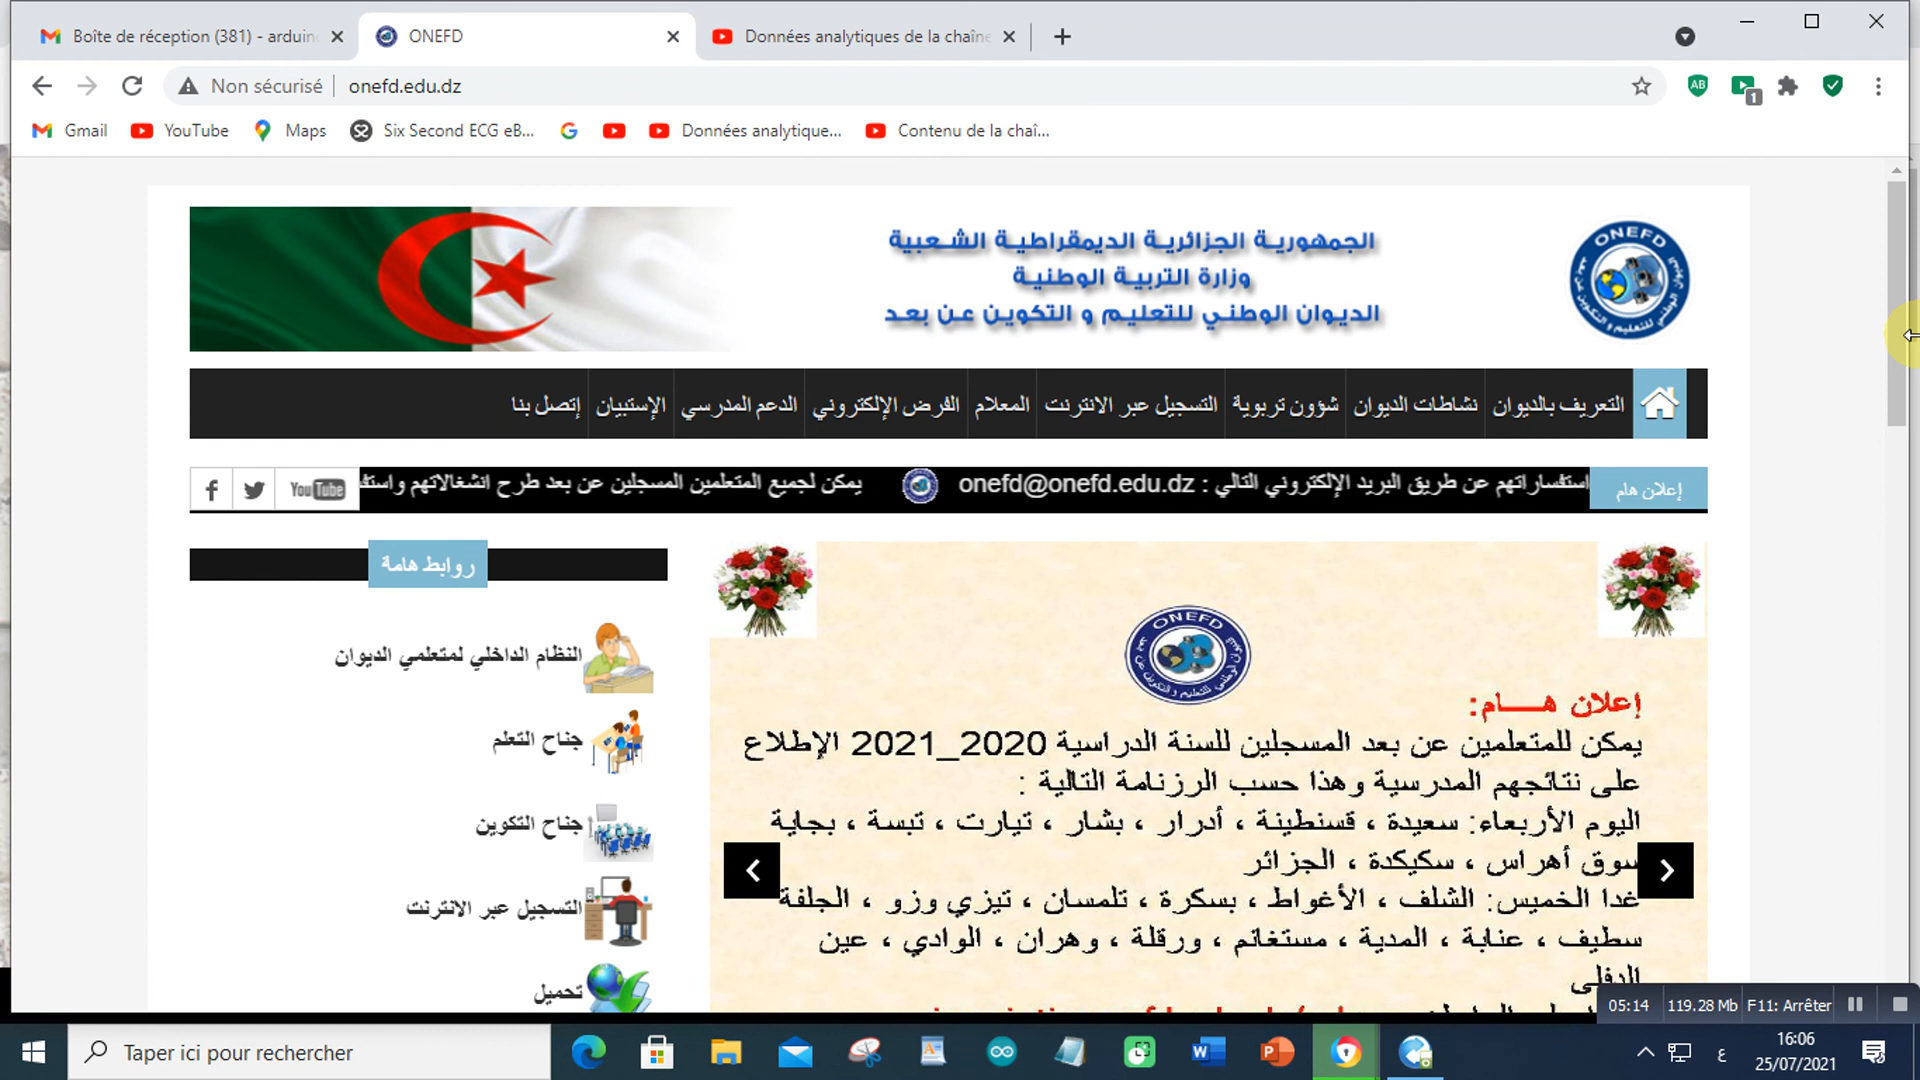 Boîte de réception (381) - arduin
ONEFD
Données analytiques de la chaîne
Non sécurisé
onefd.edu.dz
Gmail
YouTube
Maps
Six Second ECG eB...
Données analytique...
Contenu de la chaî...
الجمهورية الجزائرية الديمقراطية الشعبية
وزارة التربية الوطنية
الديوان الوطني للتعليم و التكوين عن بعد
ONEFD
التعريف بالديوان
نشاطات الديوان
شؤون تربوية
التسجيل عبر الانترنت
المعلام
الفرض الإلكتروني
الدعم المدرسي
الإستبيان
إتصل بنا
إعلان هام
استفساراتهم عن طريق البريد الإلكتروني التالي : onefd@onefd.edu.dz
يمكن لجميع المتعلمين المسجلين عن بعد طرح انشغالاتهم واستف
YouTube
روابط هامة
النظام الداخلي لمتعلمي الديوان
جناح التعلم
جناح التكوين
التسجيل عبر الانترنت
تحميل
ONEFD
إعلان هـــــام:
يمكن للمتعلمين عن بعد المسجلين للسنة الدراسية 2020_2021 الإطلاع
على نتائجهم المدرسية وهذا حسب الرزنامة التالية :
اليوم الأربعاء: سعيدة ، قسنطينة ، أدرار ، بشار ، تيارت ، تبسة ، بجاية
سوق أهراس ، سكيكدة ، الجزائر
غدا الخميس: الشلف ، الأغواط ، بسكرة ، تلمسان ، تيزي وزو ، الجلفة
سطيف ، عنابة ، المدية ، مستغانم ، ورقلة ، وهران ، الوادي ، عين
الدفلى
05:14
119.28 Mb
F11: Arrêter
Taper ici pour rechercher
ع
16:06
25/07/2021